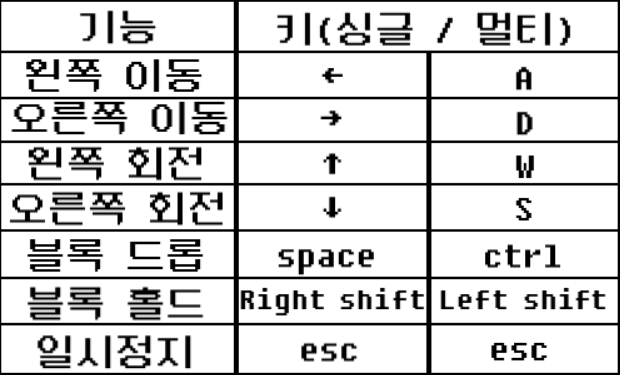 기능 키(싱글 / 멀티)
왼쪽 이동 ← A
오른쪽 이동 → D
왼쪽 회전 ↑ W
오른쪽 회전 ↓ S
블록 드롭 space ctrl
블록 홀드 Right shift Left shift
일시정지 esc esc